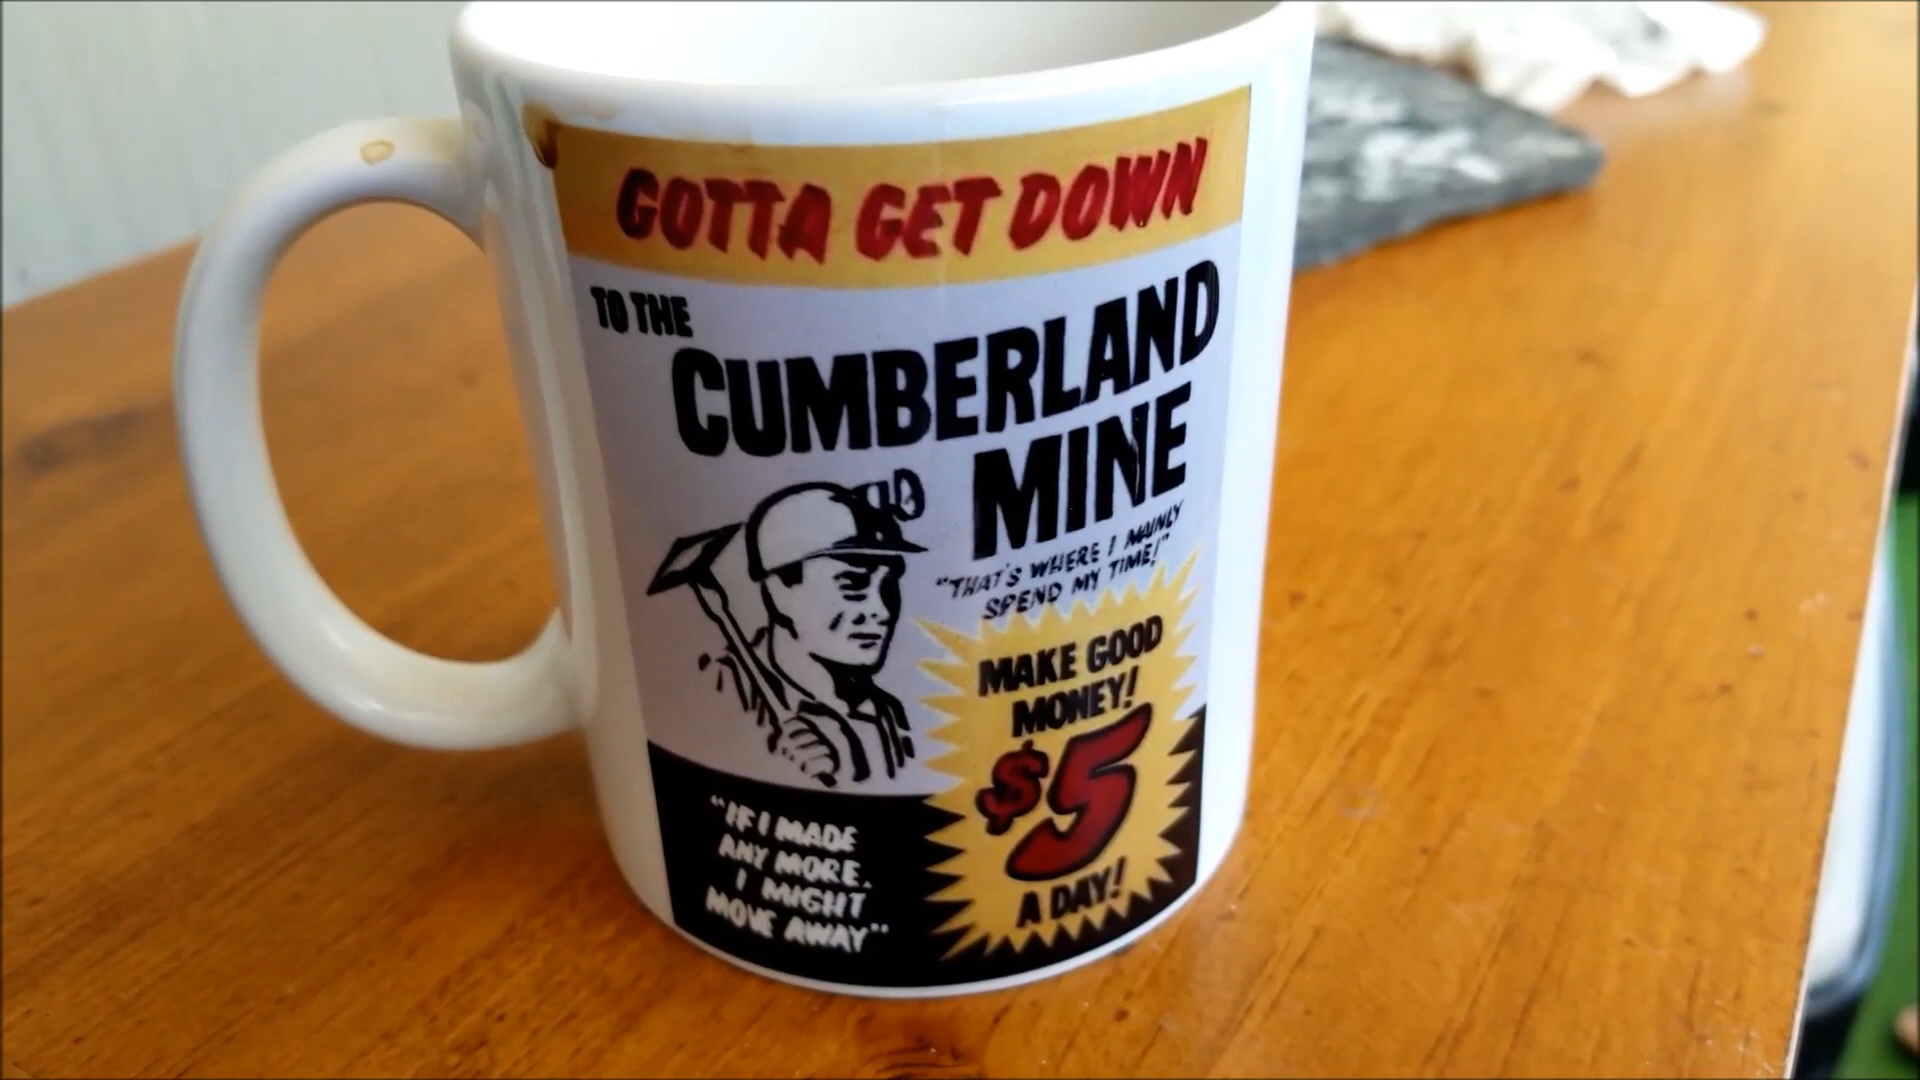 GOTTA GET DOWN
TO THE
CUMBERLAND
MINE
"THAT'S WHERE I MAINLY
SPEND MY TIME!"
MAKE GOOD
MONEY!
$5
A DAY!
"IF I MADE
ANY MORE,
I MIGHT
MOVE AWAY"